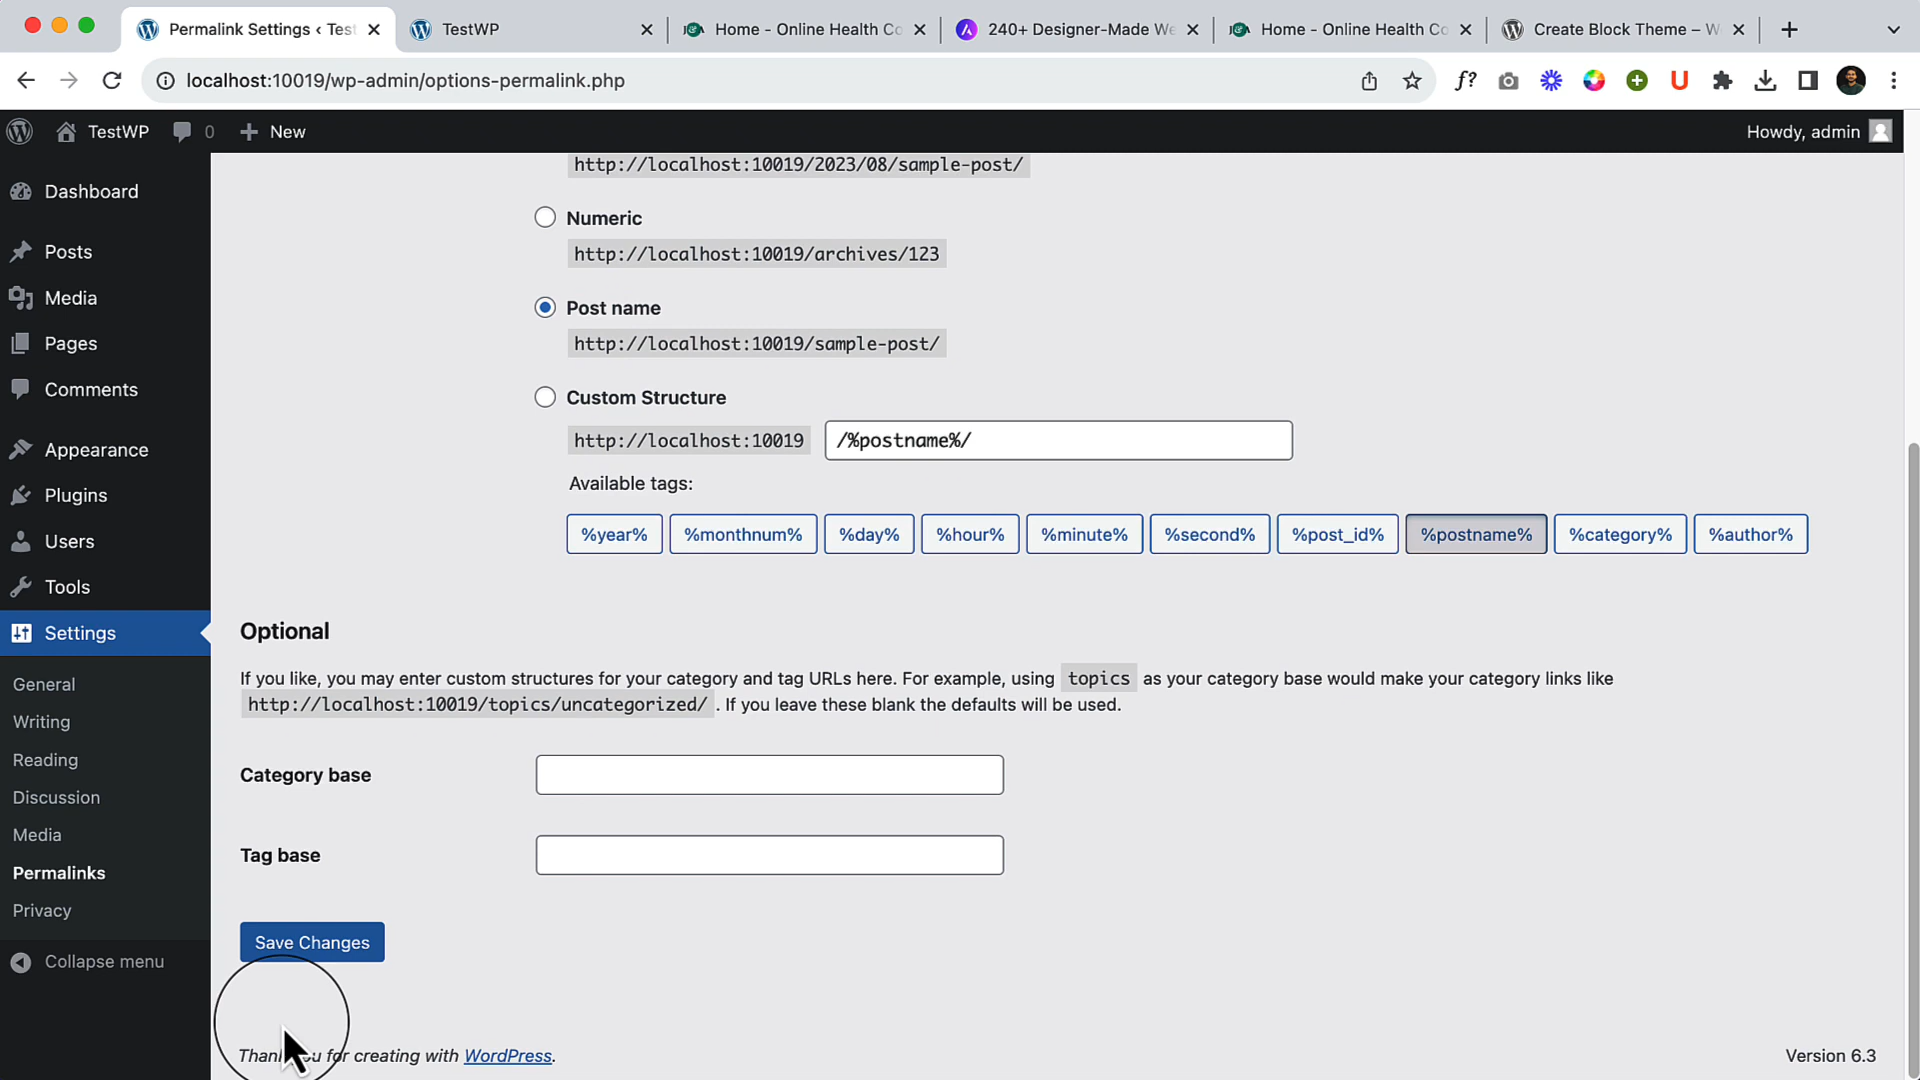 Permalink Settings ‹ Test
TestWP
Home - Online Health Co
240+ Designer-Made We
Home - Online Health Co
Create Block Theme – W
localhost:10019/wp-admin/options-permalink.php
f?
TestWP
0
New
Howdy, admin
Dashboard
Posts
Media
Pages
Comments
Appearance
Plugins
Users
Tools
Settings
General
Writing
Reading
Discussion
Media
Permalinks
Privacy
Collapse menu
http://localhost:10019/2023/08/sample-post/
Numeric
http://localhost:10019/archives/123
Post name
http://localhost:10019/sample-post/
Custom Structure
http://localhost:10019
/%postname%/
Available tags:
%year% %monthnum% %day% %hour% %minute% %second% %post_id% %postname% %category% %author%
Optional
If you like, you may enter custom structures for your category and tag URLs here. For example, using topics as your category base would make your category links like
http://localhost:10019/topics/uncategorized/ . If you leave these blank the defaults will be used.
Category base
Tag base
Save Changes
for creating with WordPress.
Version 6.3